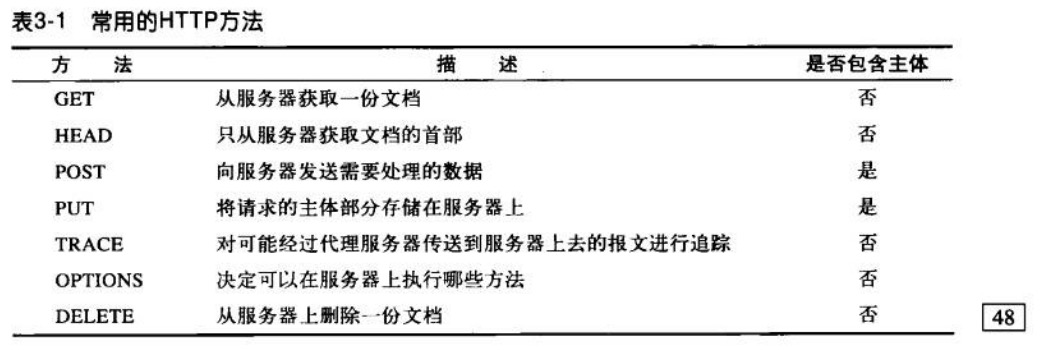 表3-1 常用的HTTP方法
方 法 描 述 是否包含主体
GET 从服务器获取一份文档 否
HEAD 只从服务器获取文档的首部 否
POST 向服务器发送需要处理的数据 是
PUT 将请求的主体部分存储在服务器上 是
TRACE 对可能经过代理服务器传送到服务器上去的报文进行追踪 否
OPTIONS 决定可以在服务器上执行哪些方法 否
DELETE 从服务器上删除一份文档 否
48